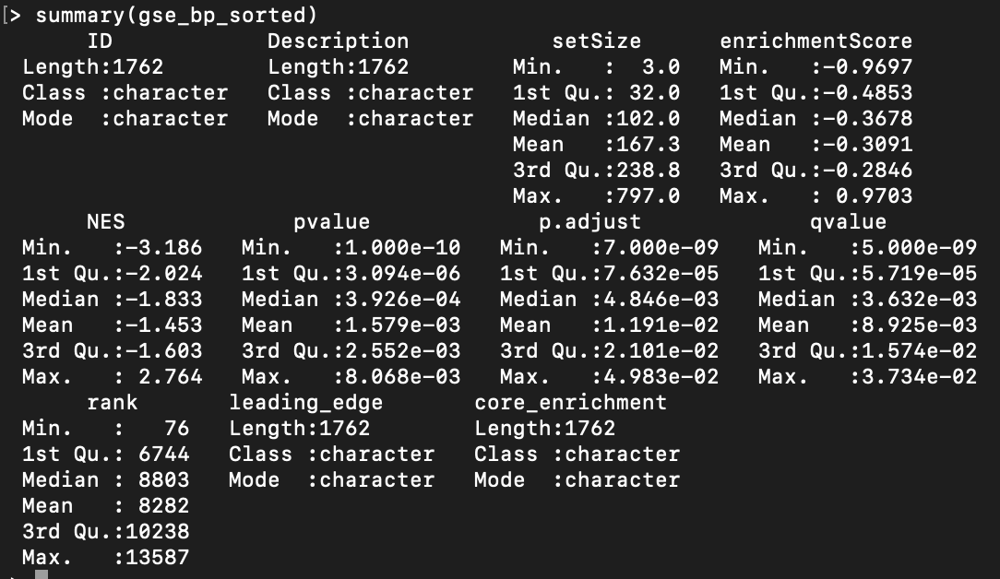 [>  summary(gse_bp_sorted)
      ID            Description           setSize      enrichmentScore
 Length:1762        Length:1762        Min.   :  3.0   Min.   :-0.9697
 Class :character   Class :character   1st Qu.: 32.0   1st Qu.:-0.4853
 Mode  :character   Mode  :character   Median :102.0   Median :-0.3678
                                       Mean   :167.3   Mean   :-0.3091
                                       3rd Qu.:238.8   3rd Qu.:-0.2846
                                       Max.   :797.0   Max.   : 0.9703
      NES             pvalue             p.adjust             qvalue
 Min.   :-3.186   Min.   :1.000e-10   Min.   :7.000e-09   Min.   :5.000e-09
 1st Qu.:-2.024   1st Qu.:3.094e-06   1st Qu.:7.632e-05   1st Qu.:5.719e-05
 Median :-1.833   Median :3.926e-04   Median :4.846e-03   Median :3.632e-03
 Mean   :-1.453   Mean   :1.579e-03   Mean   :1.191e-02   Mean   :8.925e-03
 3rd Qu.:-1.603   3rd Qu.:2.552e-03   3rd Qu.:2.101e-02   3rd Qu.:1.574e-02
 Max.   : 2.764   Max.   :8.068e-03   Max.   :4.983e-02   Max.   :3.734e-02
      rank       leading_edge       core_enrichment
 Min.   :   76   Length:1762        Length:1762
 1st Qu.: 6744   Class :character   Class :character
 Median : 8803   Mode  :character   Mode  :character
 Mean   : 8282
 3rd Qu.:10238
 Max.   :13587
>